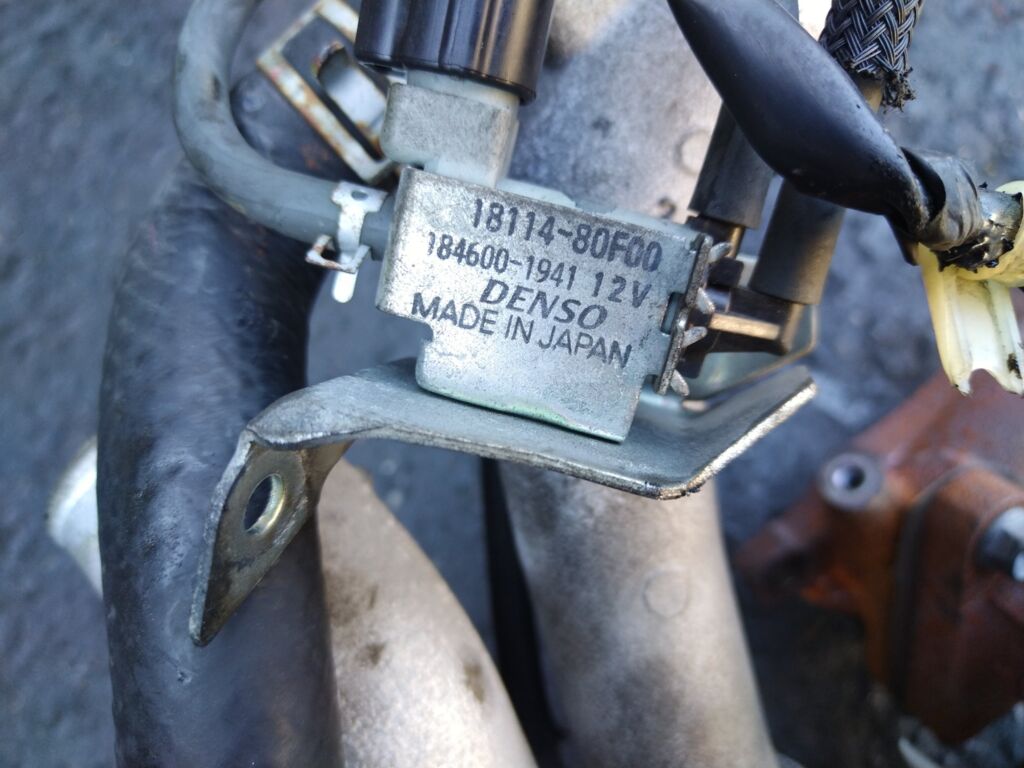 18114-80F00
184600-1941 12V
DENSO
MADE IN JAPAN